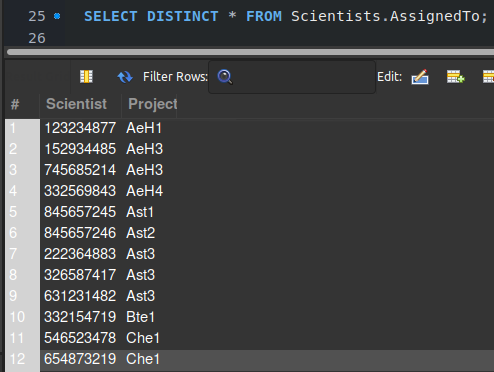 25 SELECT DISTINCT * FROM Scientists.AssignedTo;
26
Filter Rows: Edit:
# Scientist Project
1 123234877 AeH1
2 152934485 AeH3
3 745685214 AeH3
4 332569843 AeH4
5 845657245 Ast1
6 845657246 Ast2
7 222364883 Ast3
8 326587417 Ast3
9 631231482 Ast3
10 332154719 Bte1
11 546523478 Che1
12 654873219 Che1